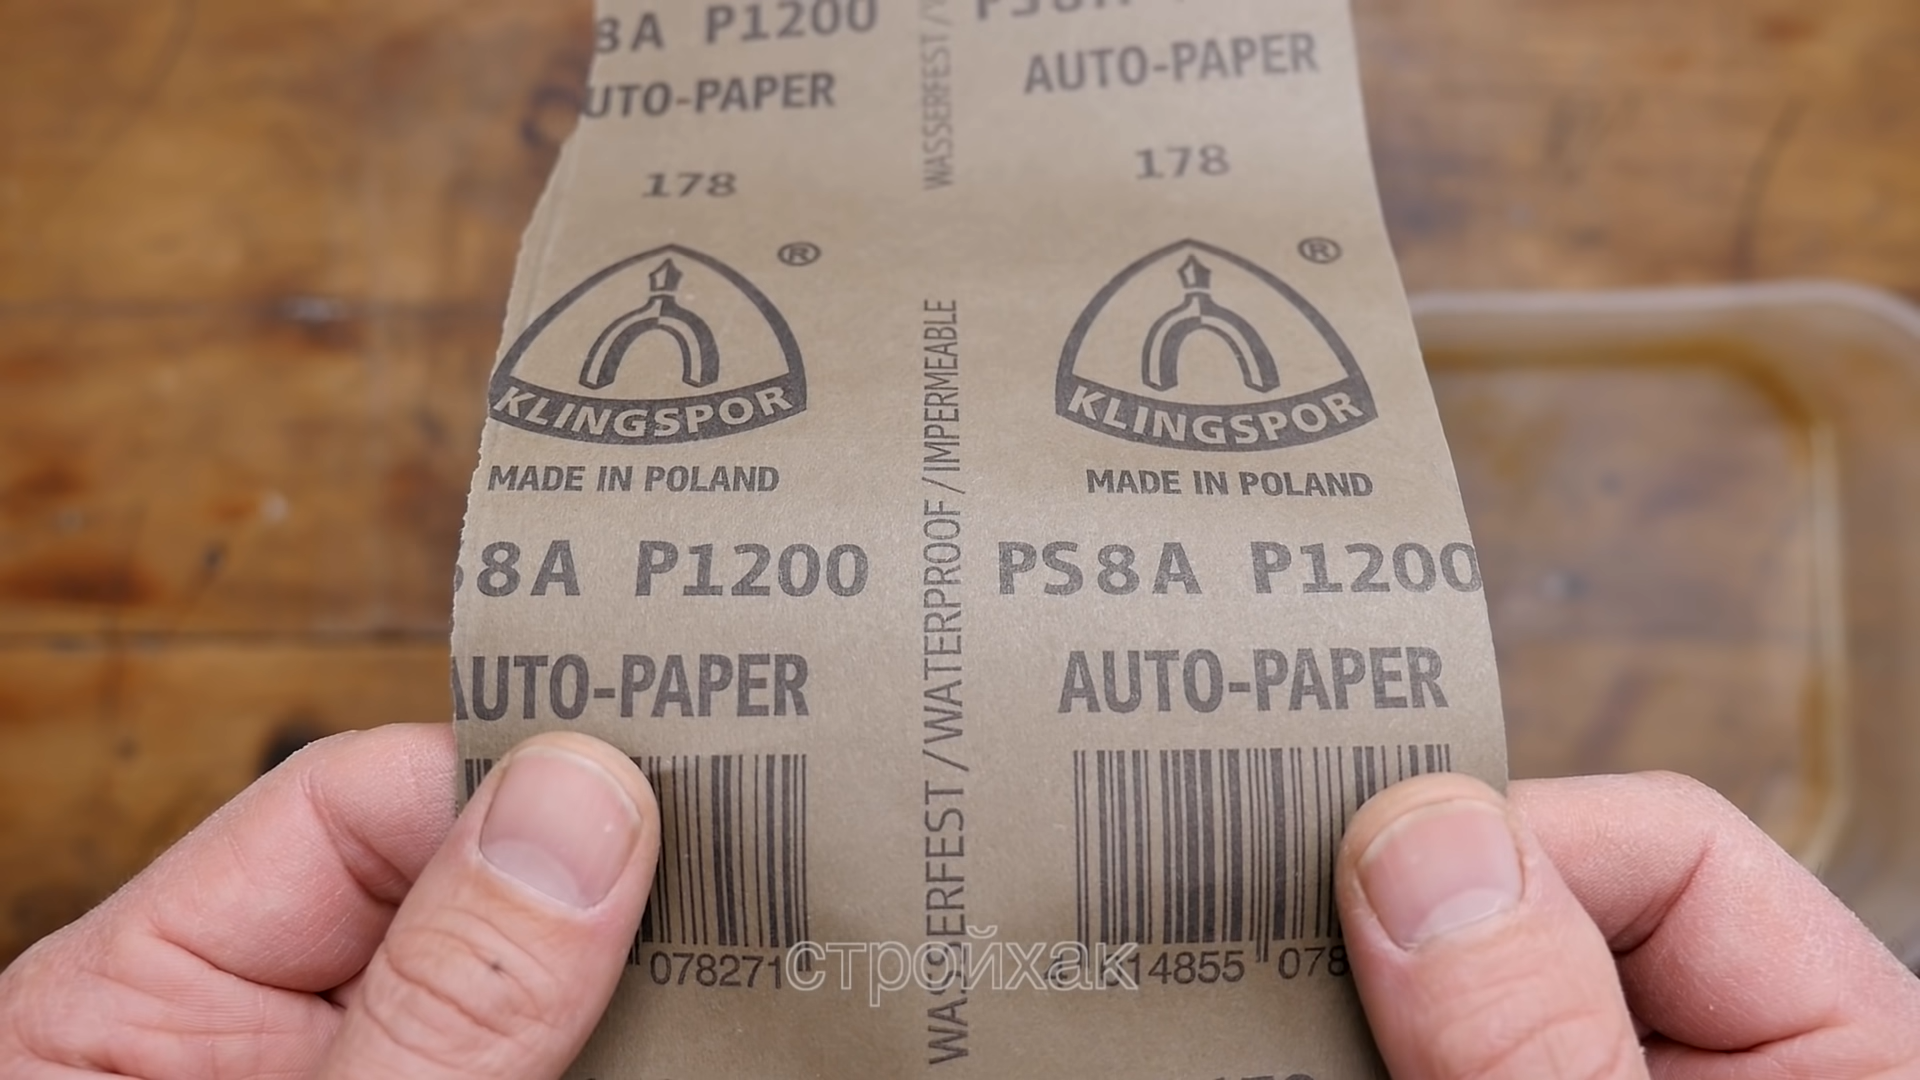 8A P1200
AUTO-PAPER
UTO-PAPER
178
178
®
®
KLINGSPOR
KLINGSPOR
MADE IN POLAND
MADE IN POLAND
8A P1200
PS8A P1200
AUTO-PAPER
AUTO-PAPER
WASSERFEST /
WASSERFEST / WATERPROOF / IMPERMEABLE
078271
14855 078
стройхак